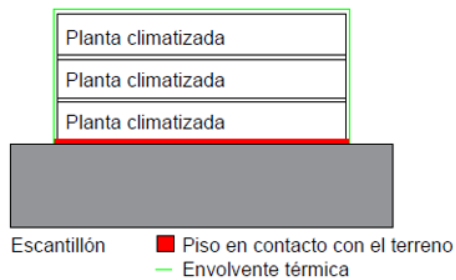 Planta climatizada
Planta climatizada
Planta climatizada
Escantillón
Piso en contacto con el terreno
Envolvente térmica